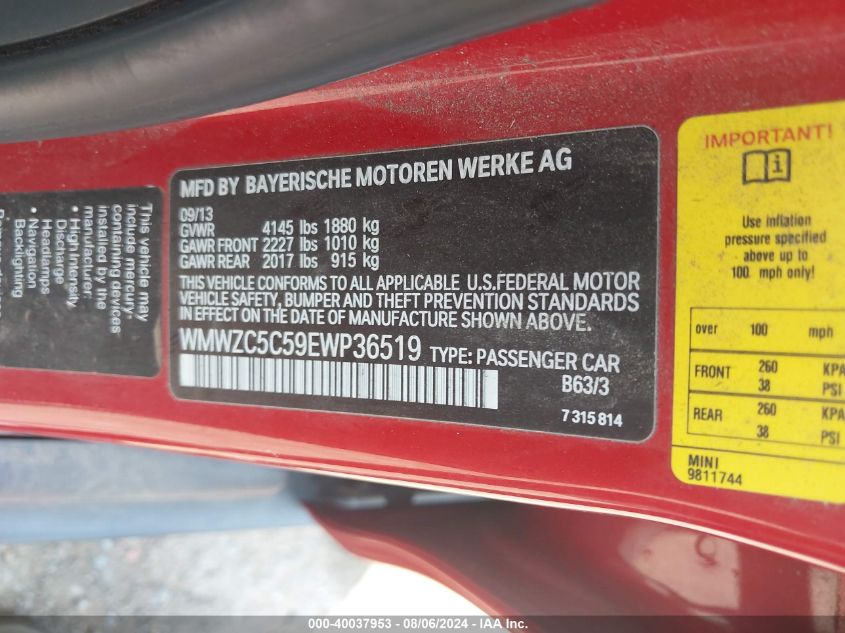 This vehicle may
include mercury-
containing devices
installed by the
manufacturer:
• High Intensity
Discharge
Headlamps
• Navigation
Backlighting
MFD BY BAYERISCHE MOTOREN WERKE AG
09/13
GVWR 4145 lbs 1880 kg
GAWR FRONT 2227 lbs 1010 kg
GAWR REAR 2017 lbs 915 kg
THIS VEHICLE CONFORMS TO ALL APPLICABLE U.S.FEDERAL MOTOR
VEHICLE SAFETY, BUMPER AND THEFT PREVENTION STANDARDS
IN EFFECT ON THE DATE OF MANUFACTURE SHOWN ABOVE.
WMWZC5C59EWP36519 TYPE: PASSENGER CAR
B63/3
7 315 814
IMPORTANT!
Use inflation
pressure specified
above up to
100 mph only!
over 100 mph
FRONT 260 KPA
38 PSI
REAR 260 KPA
38 PSI
MINI
9811744
000-40037953 - 08/06/2024 - IAA Inc.